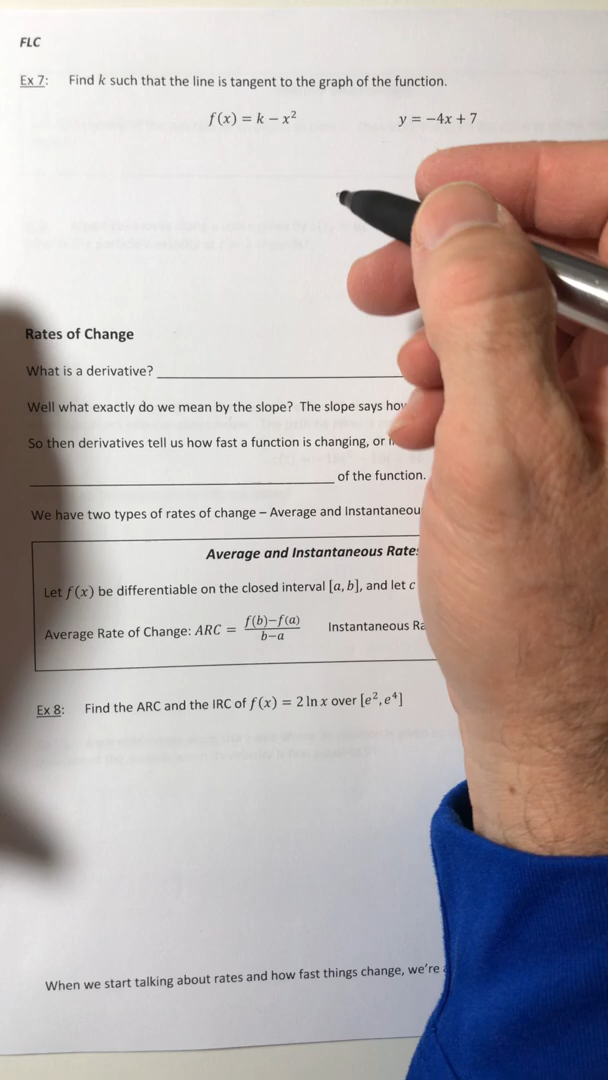 FLC
Ex 7: Find k such that the line is tangent to the graph of the function.
f(x) = k − x² y = −4x + 7
Rates of Change
What is a derivative? ____________________
Well what exactly do we mean by the slope? The slope says
So then derivatives tell us how fast a function is changing, or
____________________ of the function.
We have two types of rates of change – Average and
Average and Instantaneous
Let f(x) be differentiable on the closed interval [a, b], and let c
Average Rate of Change: ARC = f(b)−f(a) / b−a Instantaneous
Ex 8: Find the ARC and the IRC of f(x) = 2 ln x over [e², e⁴]
When we start talking about rates and how fast things change, we're